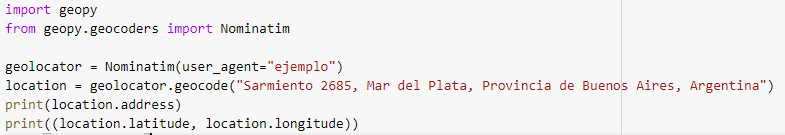 import geopy
from geopy.geocoders import Nominatim
geolocator = Nominatim(user_agent="ejemplo")
location = geolocator.geocode("Sarmiento 2685, Mar del Plata, Provincia de Buenos Aires, Argentina")
print(location.address)
print((location.latitude, location.longitude))